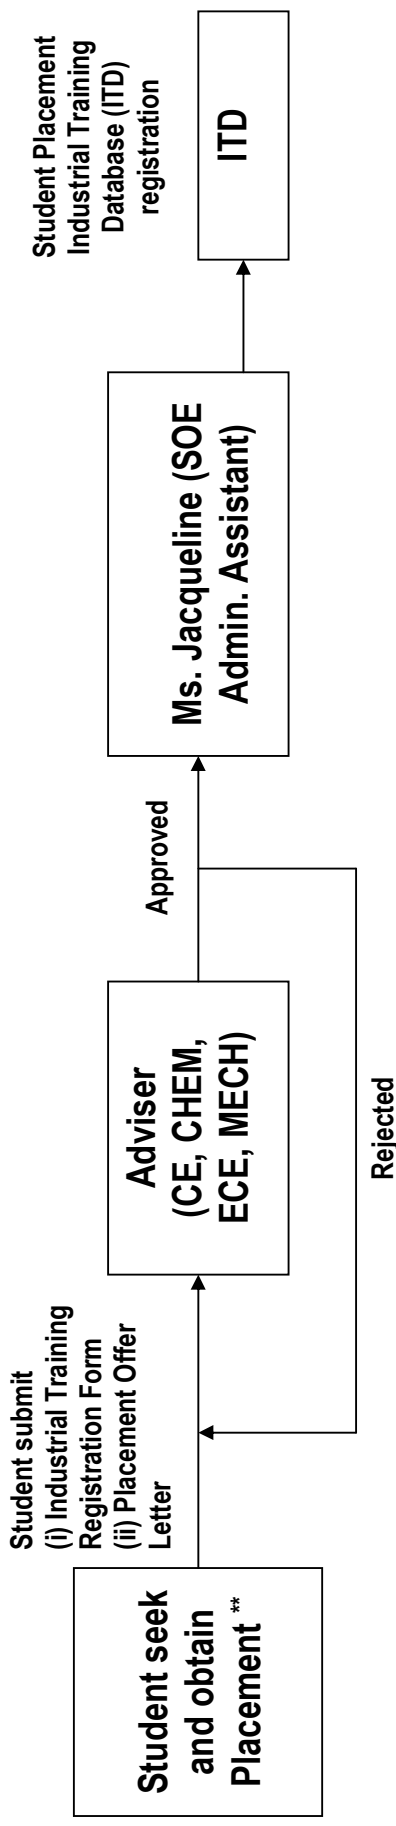 Student seek
and obtain
Placement **
Student submit
(i) Industrial Training
Registration Form
(ii) Placement Offer
Letter
Adviser
(CE, CHEM,
ECE, MECH)
Approved
Rejected
Ms. Jacqueline (SOE
Admin. Assistant)
Student Placement
Industrial Training
Database (ITD)
registration
ITD